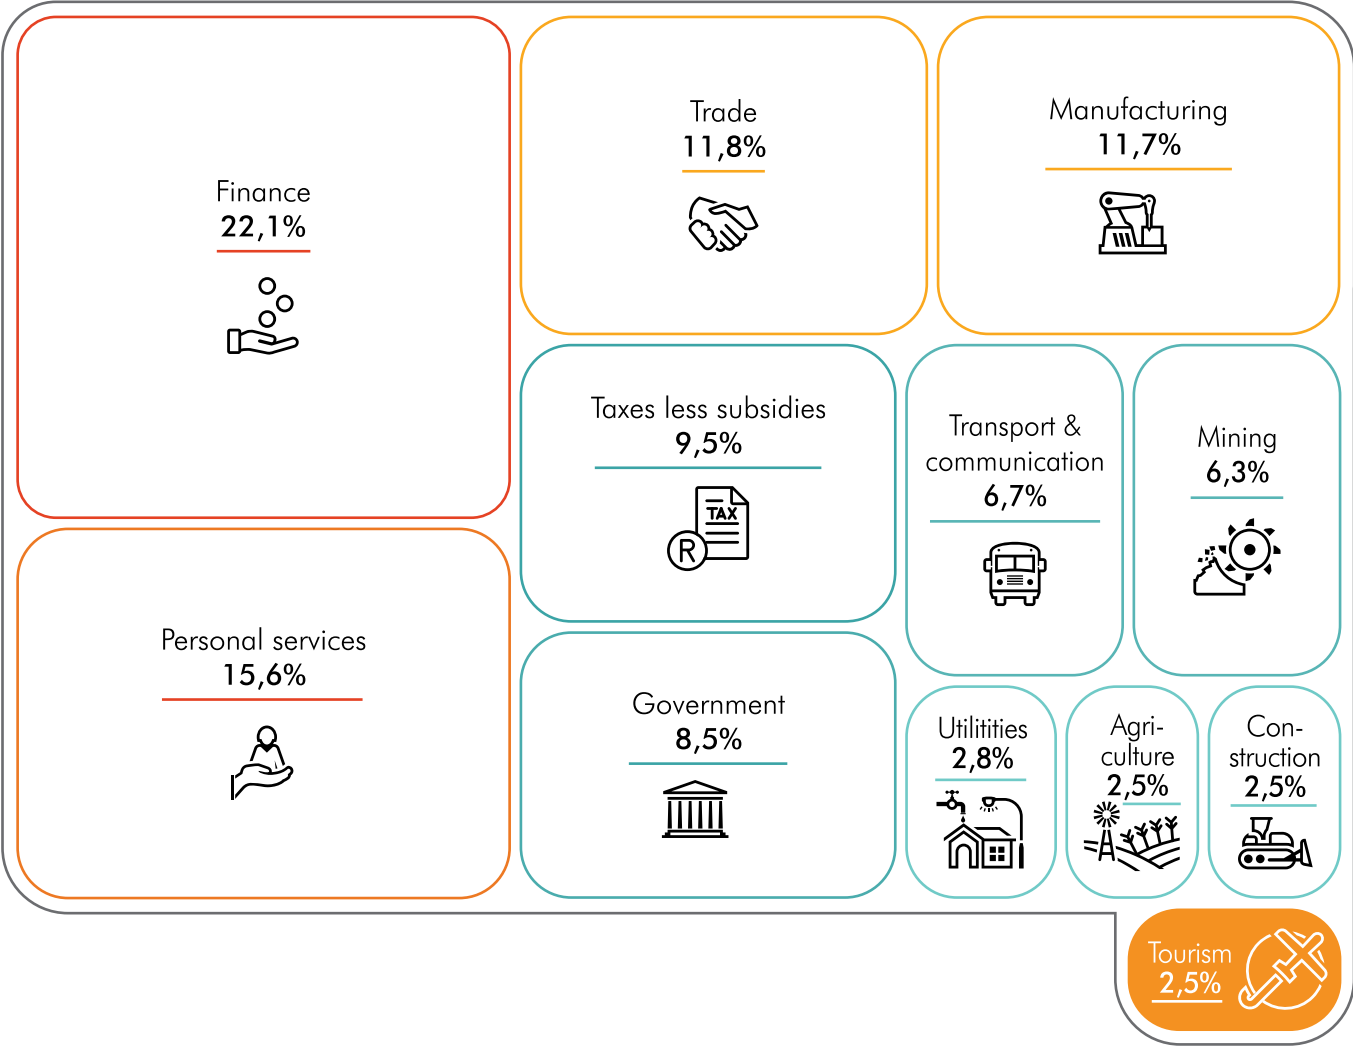 Finance
22,1%
Trade
11,8%
Manufacturing
11,7%
Taxes less subsidies
9,5%
TAX
R
Transport &
communication
6,7%
Mining
6,3%
Personal services
15,6%
Government
8,5%
Utilitities
2,8%
Agri-
culture
2,5%
Con-
struction
2,5%
Tourism
2,5%